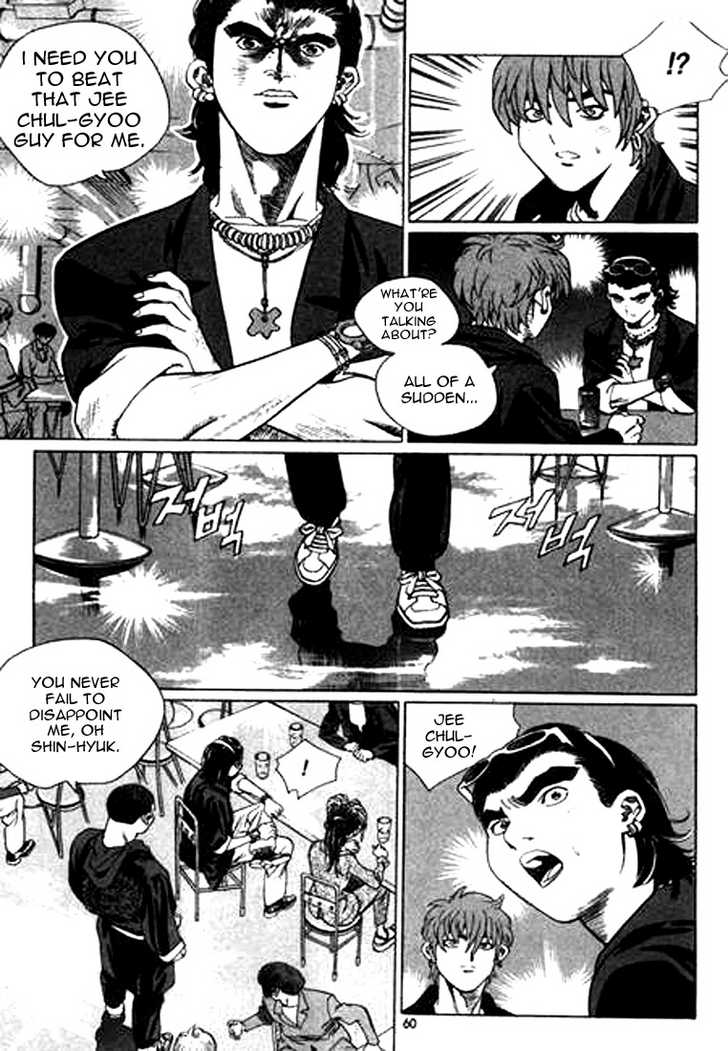 I NEED YOU
TO BEAT
THAT JEE
CHUL-GYOO
GUY FOR ME.
!?
WHAT'RE
YOU
TALKING
ABOUT?
ALL OF A
SUDDEN...
저벅
저벅
YOU NEVER
FAIL TO
DISAPPOINT
ME, OH
SHIN-HYUK.
!
JEE
CHUL-
GYOO!
60